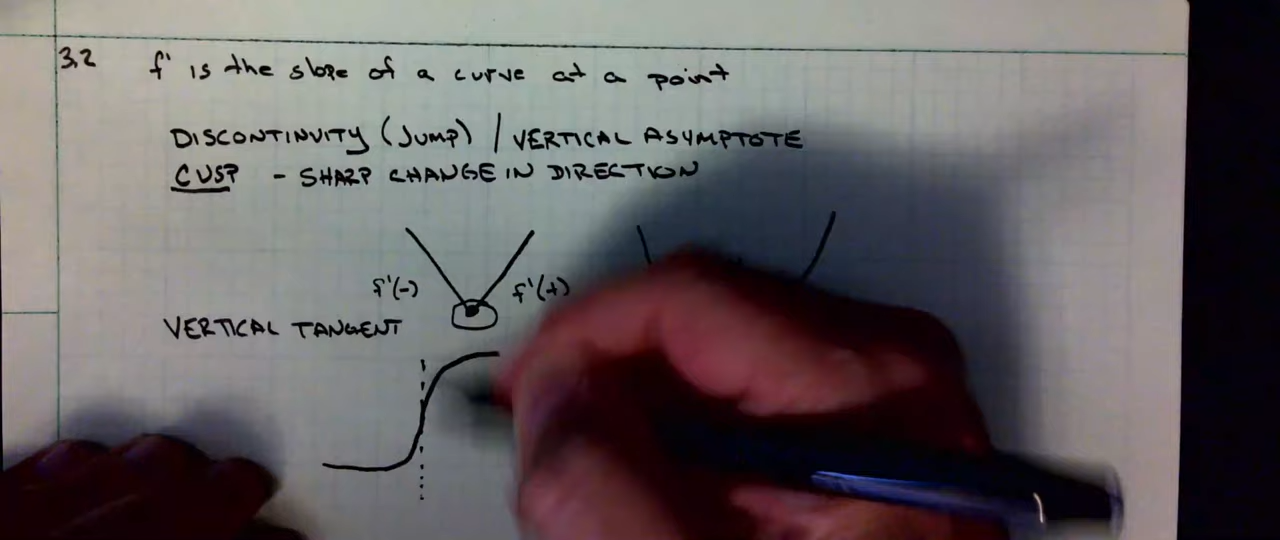 3.2 f' is the slope of a curve at a point
DISCONTINUITY (JUMP) / VERTICAL ASYMPTOTE
CUSP - SHARP CHANGE IN DIRECTION
f'(-) f'(+)
VERTICAL TANGENT